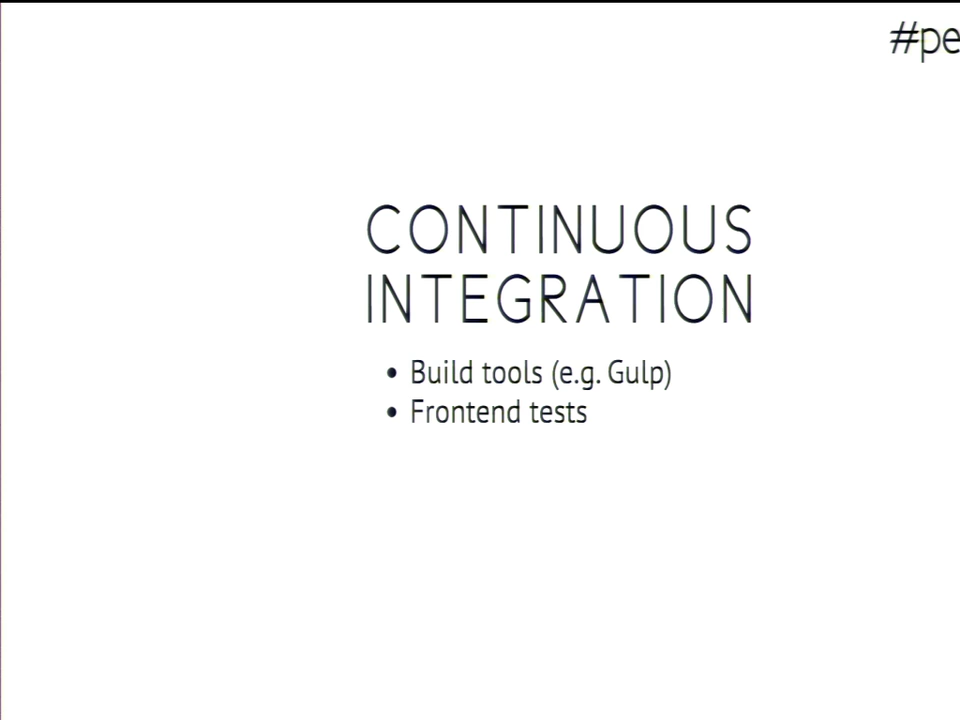 #pe
CONTINUOUS
INTEGRATION
• Build tools (e.g. Gulp)
• Frontend tests